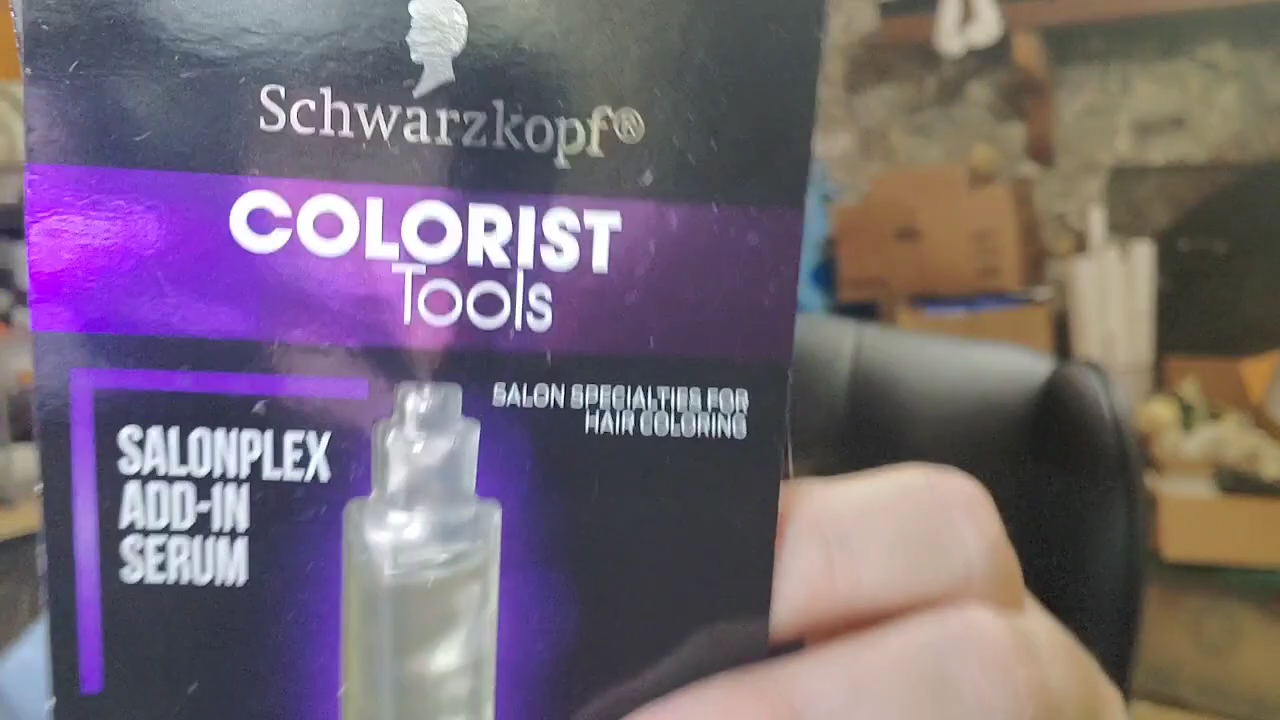 Schwarzkopf®
COLORIST
Tools
SALON SPECIALTIES FOR
HAIR COLORING
SALONPLEX
ADD-IN
SERUM